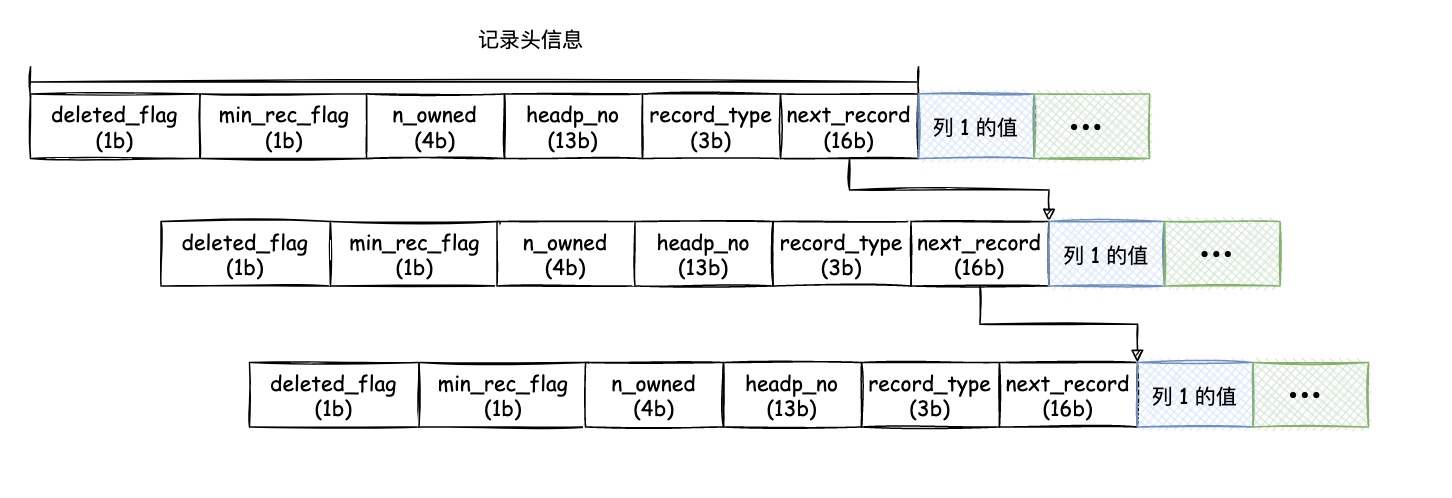 记录头信息
deleted_flag min_rec_flag n_owned headp_no record_type next_record 列 1 的值 •••
(1b) (1b) (4b) (13b) (3b) (16b)
deleted_flag min_rec_flag n_owned headp_no record_type next_record 列 1 的值 •••
(1b) (1b) (4b) (13b) (3b) (16b)
deleted_flag min_rec_flag n_owned headp_no record_type next_record 列 1 的值 •••
(1b) (1b) (4b) (13b) (3b) (16b)